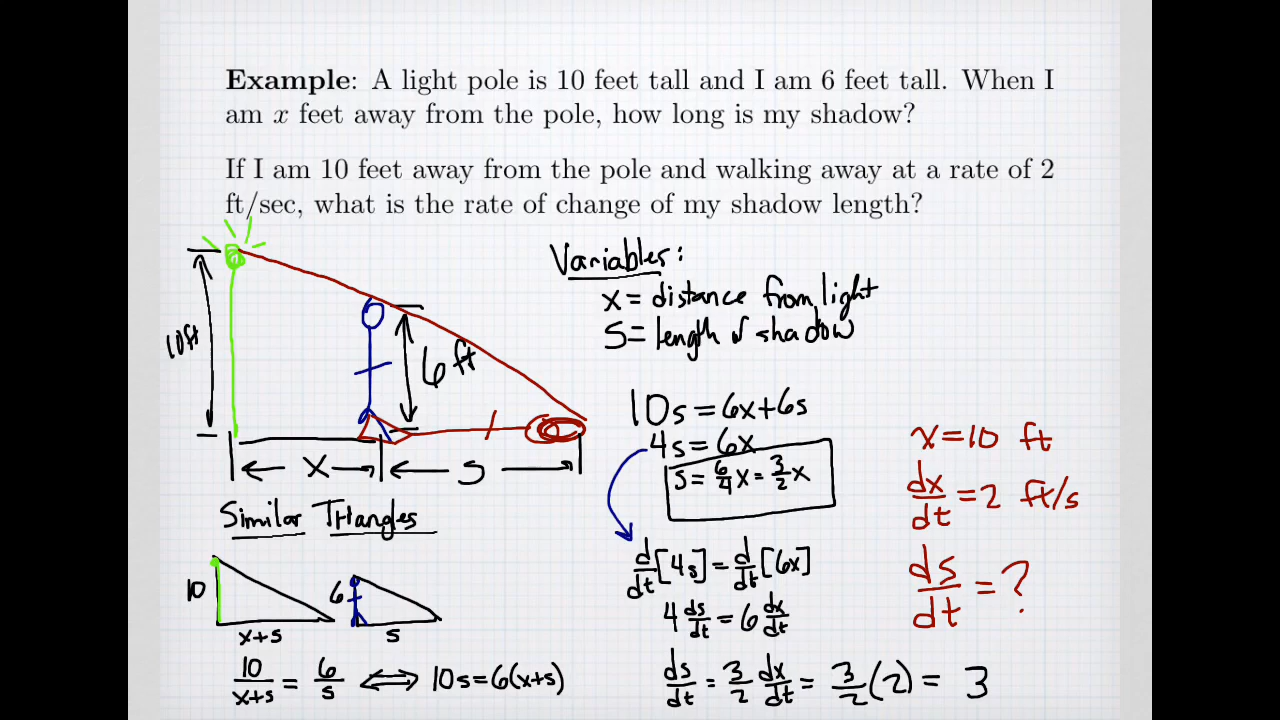 Example: A light pole is 10 feet tall and I am 6 feet tall. When I
am x feet away from the pole, how long is my shadow?
If I am 10 feet away from the pole and walking away at a rate of 2
ft/sec, what is the rate of change of my shadow length?
10ft
6 ft
x
s
Variables:
x = distance from light
S = length of shadow
Similar Triangles
10
x+s
6
s
10/(x+s) = 6/s ⟺ 10s=6(x+s)
10s = 6x+6s
4s = 6x
s = 6/4 x = 3/2 x
d/dt [4s] = d/dt [6x]
4 ds/dt = 6 dx/dt
ds/dt = 3/2 dx/dt = 3/2 (2) = 3
x=10 ft
dx/dt = 2 ft/s
ds/dt = ?